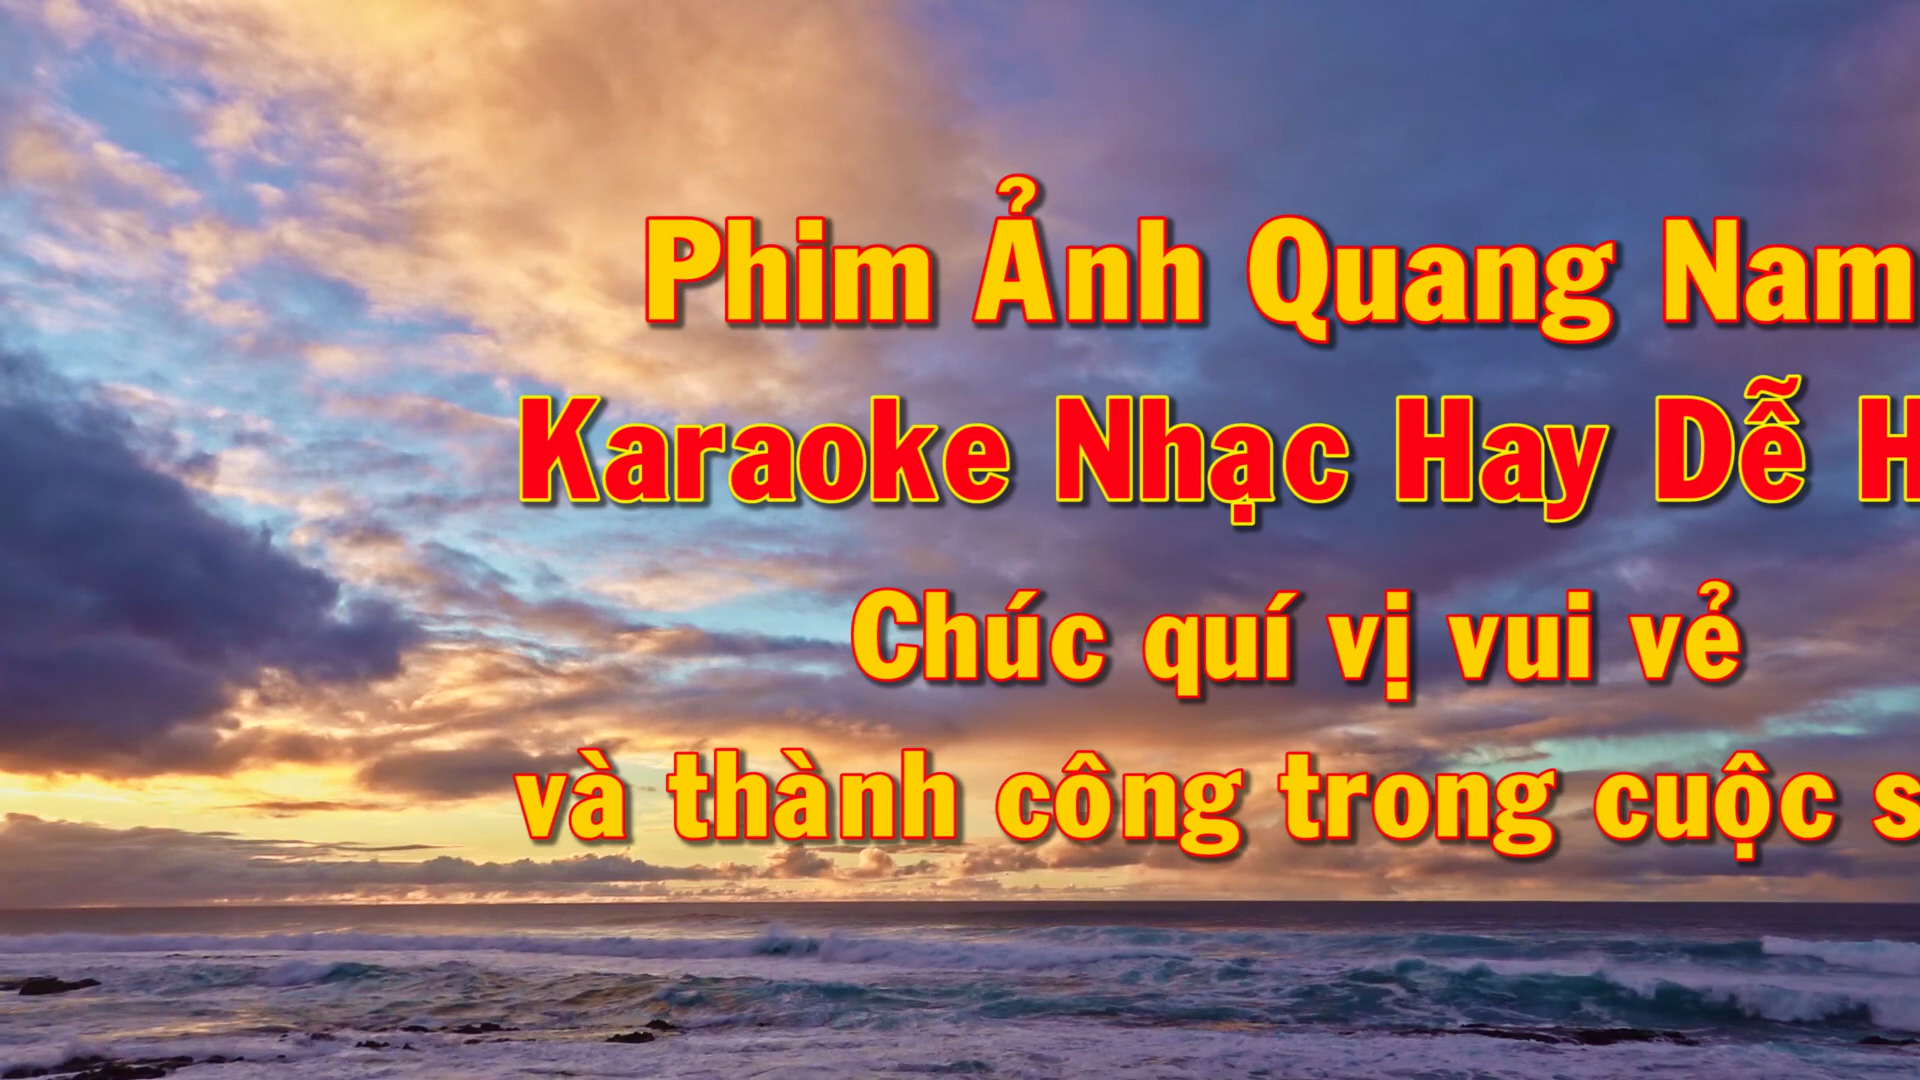 Phim Ảnh Quang Nam
Karaoke Nhạc Hay Dễ H
Chúc quí vị vui vẻ
và thành công trong cuộc s